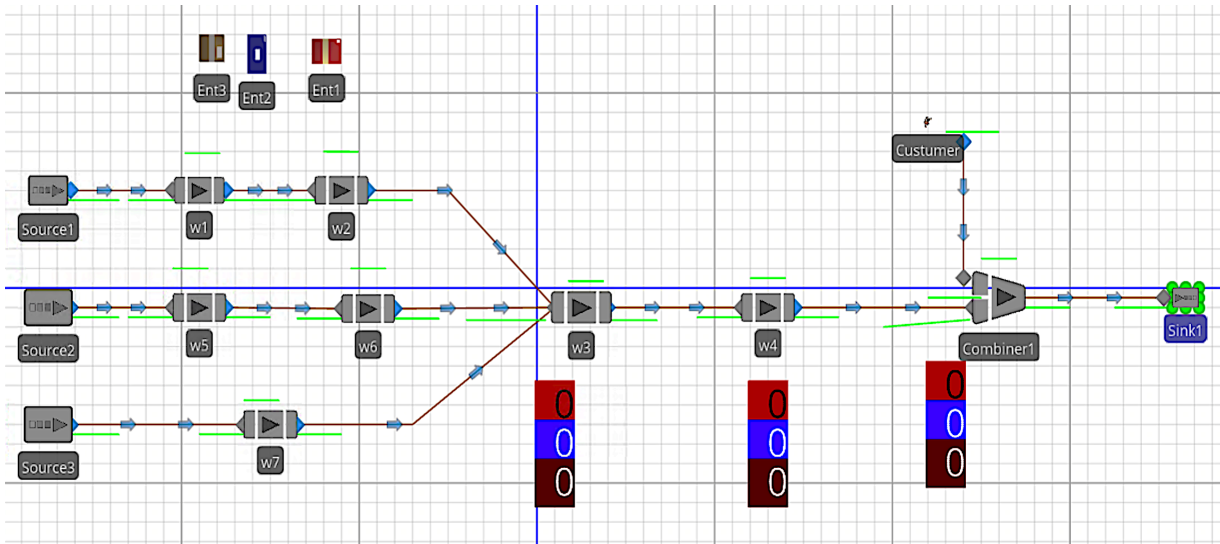 Ent3
Ent2
Ent1
Custumer
Source1
w1
w2
Source2
w5
w6
w3
w4
Combiner1
Sink1
Source3
w7
0
0
0
0
0
0
0
0
0